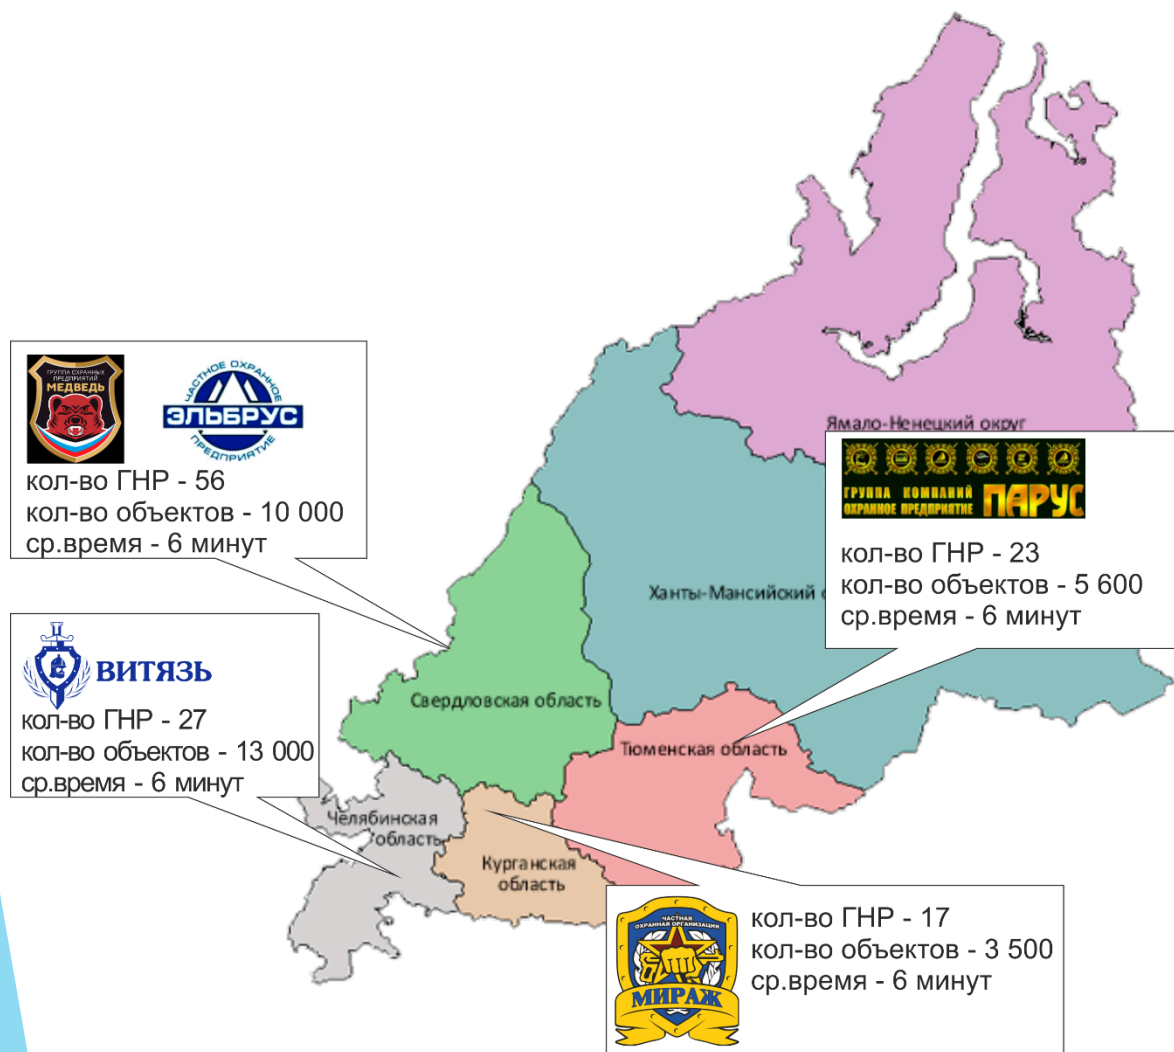 Ямало-Ненецкий округ
ГРУППА ОХРАННЫХ
ПРЕДПРИЯТИЙ
МЕДВЕДЬ
ЧАСТНОЕ ОХРАННОЕ
ЭЛЬБРУС
ПРЕДПРИЯТИЕ
кол-во ГНР - 56
кол-во объектов - 10 000
ср.время - 6 минут
ГРУППА КОМПАНИЙ
ОХРАННОЕ ПРЕДПРИЯТИЕ
ПАРУС
кол-во ГНР - 23
кол-во объектов - 5 600
ср.время - 6 минут
Ханты-Мансийский
ВИТЯЗЬ
кол-во ГНР - 27
кол-во объектов - 13 000
ср.время - 6 минут
Свердловская область
Тюменская область
Челябинская
область
Курганская
область
ЧАСТНАЯ
ОХРАННАЯ ОРГАНИЗАЦИЯ
МИРАЖ
кол-во ГНР - 17
кол-во объектов - 3 500
ср.время - 6 минут